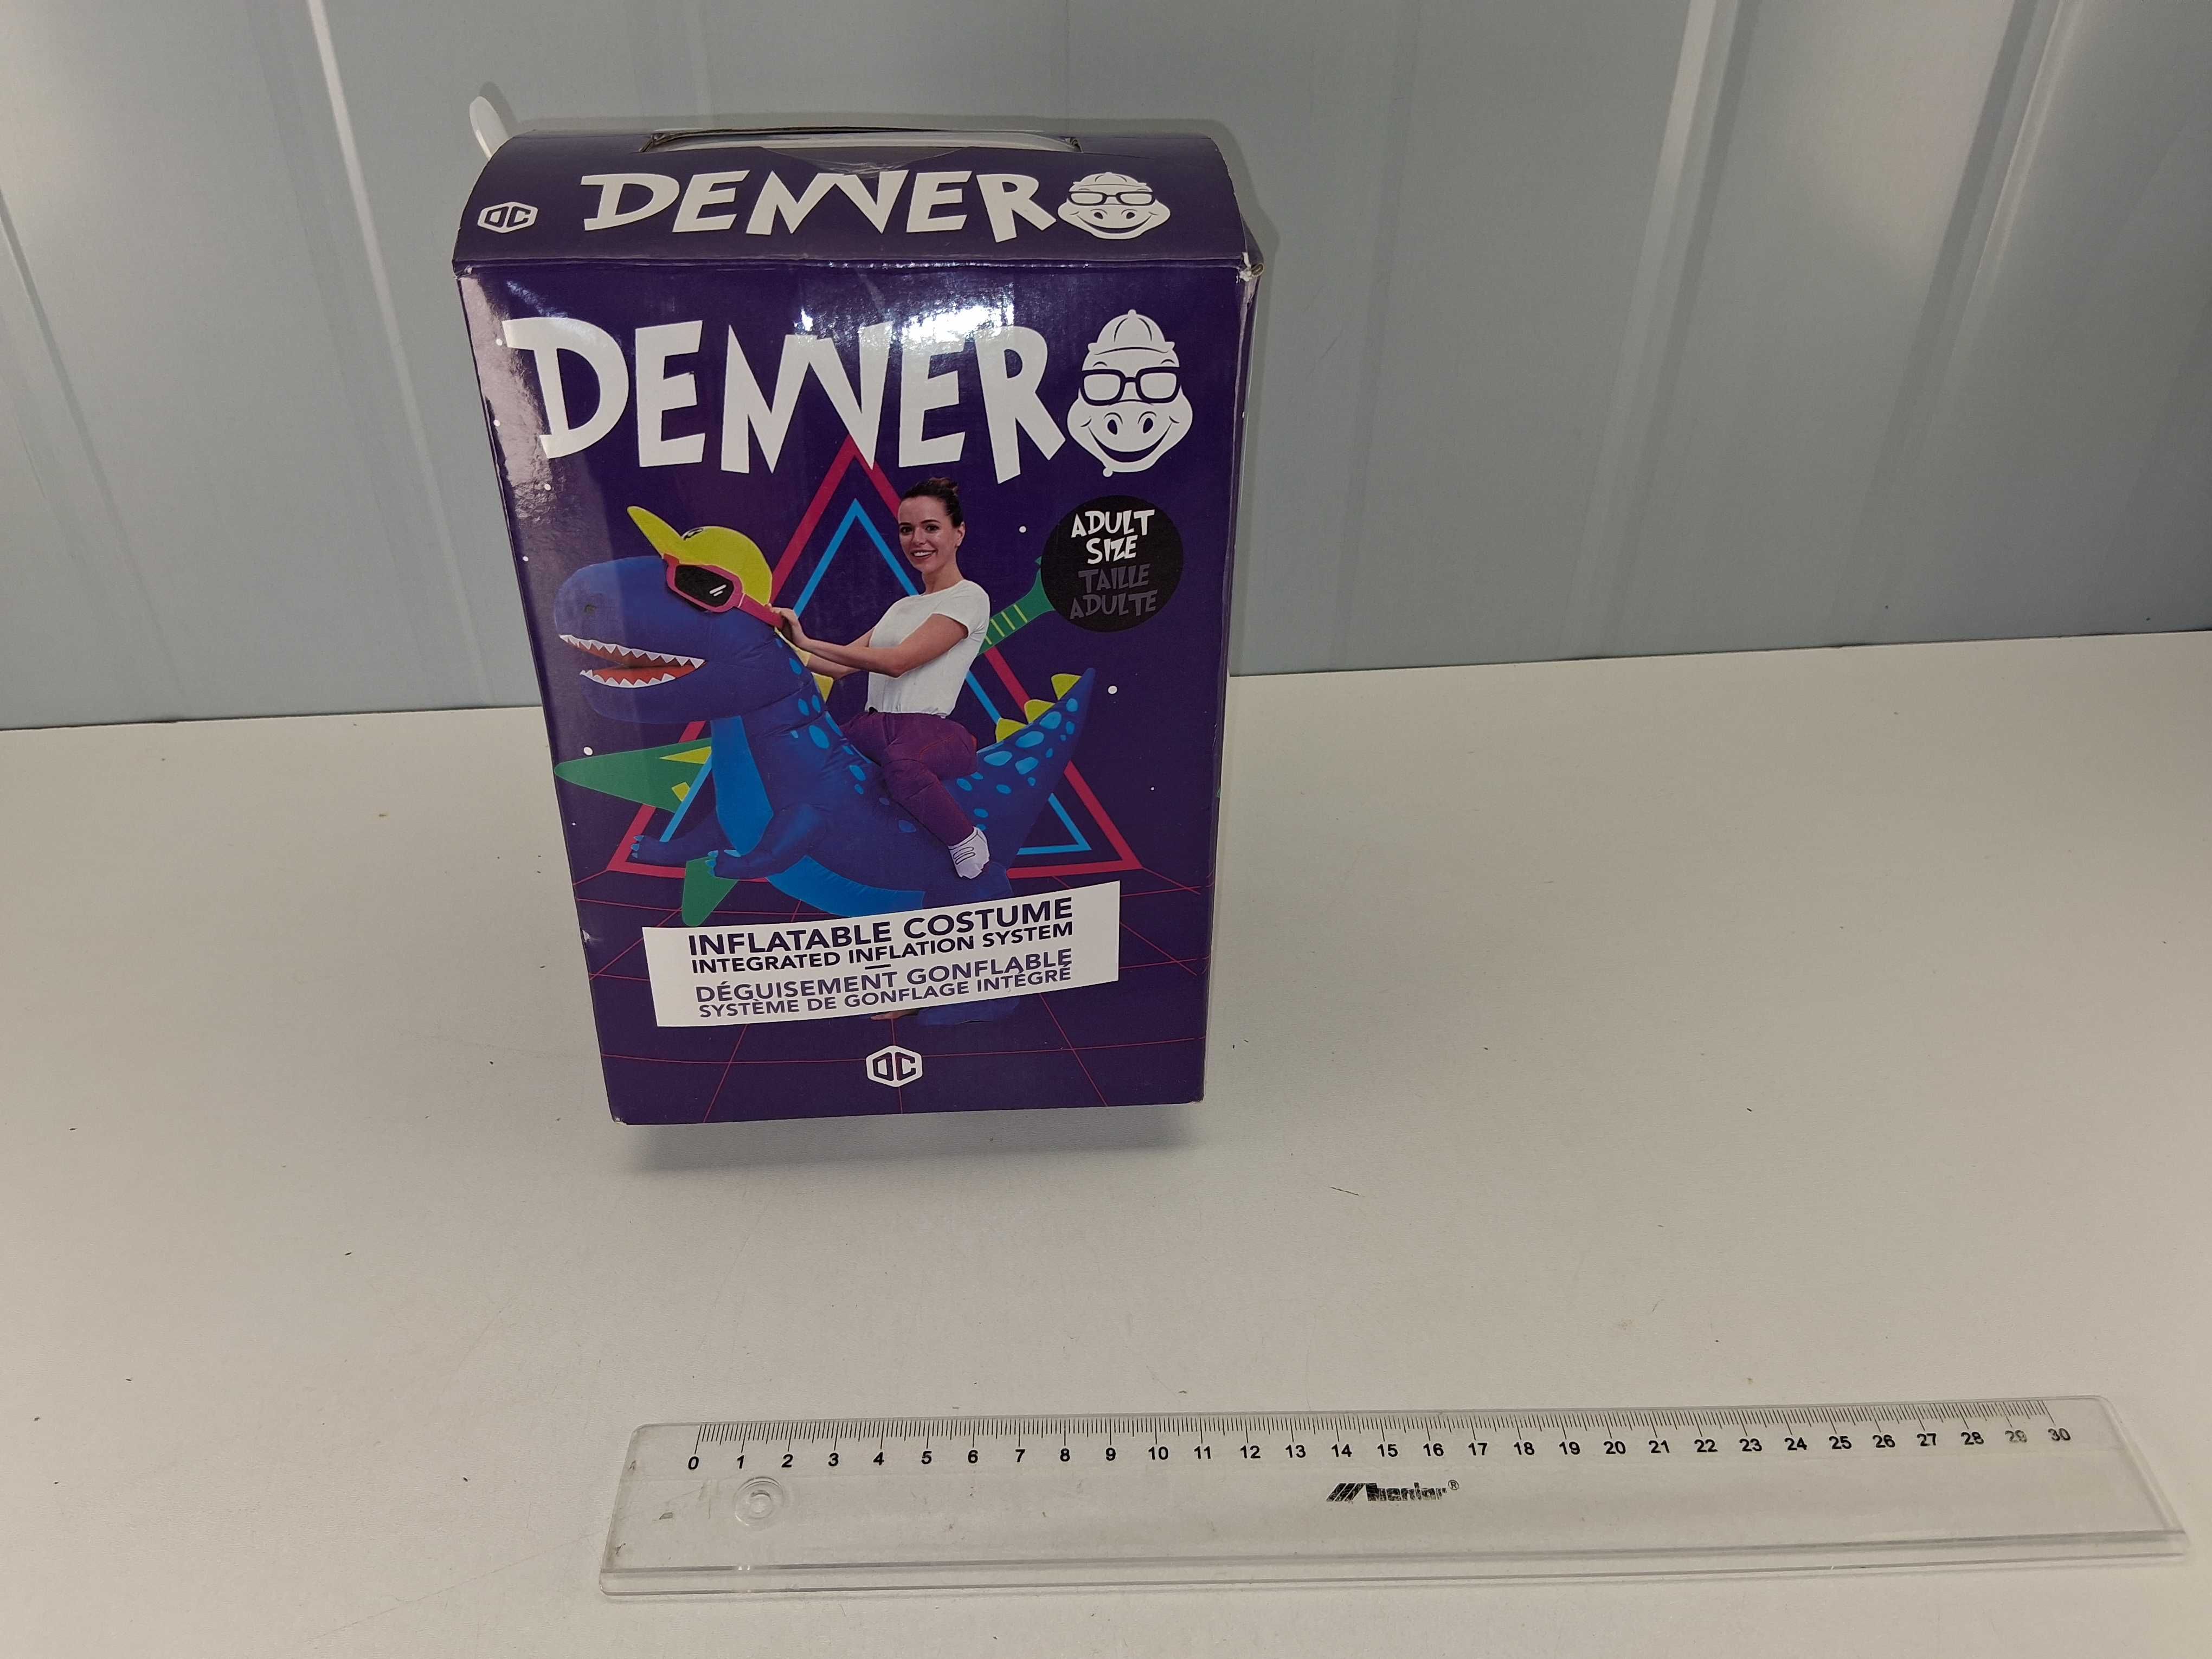 OC DENVER
DENVER
ADULT
SIZE
TAILLE
ADULTE
INFLATABLE COSTUME
INTEGRATED INFLATION SYSTEM
DÉGUISEMENT GONFLABLE
SYSTÈME DE GONFLAGE INTÉGRÉ
OC
0 1 2 3 4 5 6 7 8 9 10 11 12 13 14 15 16 17 18 19 20 21 22 23 24 25 26 27 28 29 30